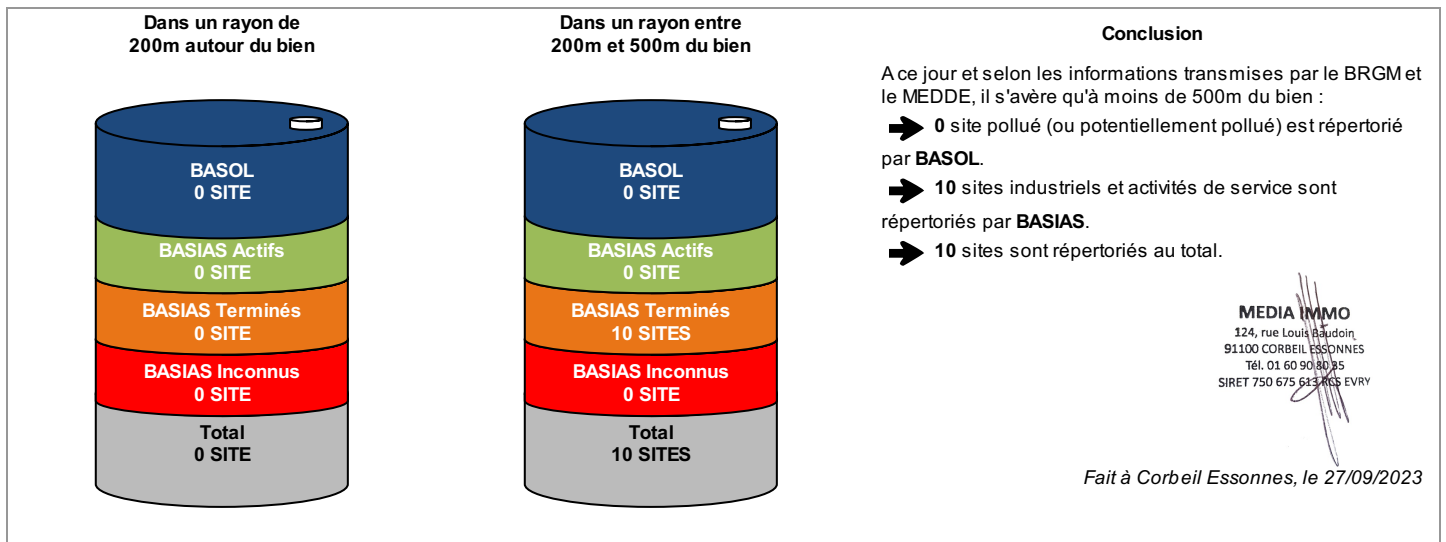 Dans un rayon de
200m autour du bien
BASOL
0 SITE
BASIAS Actifs
0 SITE
BASIAS Terminés
0 SITE
BASIAS Inconnus
0 SITE
Total
0 SITE
Dans un rayon entre
200m et 500m du bien
BASOL
0 SITE
BASIAS Actifs
0 SITE
BASIAS Terminés
10 SITES
BASIAS Inconnus
0 SITE
Total
10 SITES
Conclusion
A ce jour et selon les informations transmises par le BRGM et
le MEDDE, il s'avère qu'à moins de 500m du bien :
0 site pollué (ou potentiellement pollué) est répertorié
par BASOL.
10 sites industriels et activités de service sont
répertoriés par BASIAS.
10 sites sont répertoriés au total.
MEDIA IMMO
124, rue Louis Baudoin
91100 CORBEIL ESSONNES
Tél. 01 60 90 80 85
SIRET 750 675 613 RCS EVRY
Fait à Corbeil Essonnes, le 27/09/2023